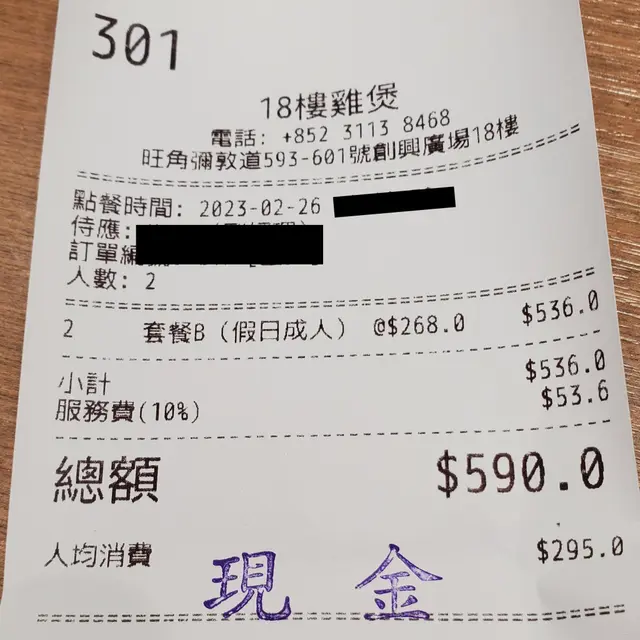 301
18樓雞煲
電話: +852 3113 8468
旺角彌敦道593-601號創興廣場18樓
點餐時間: 2023-02-26
侍應:
訂單編
人數: 2
2 套餐B (假日成人) @$268.0 $536.0
小計 $536.0
服務費(10%) $53.6
總額 $590.0
人均消費 $295.0
現金